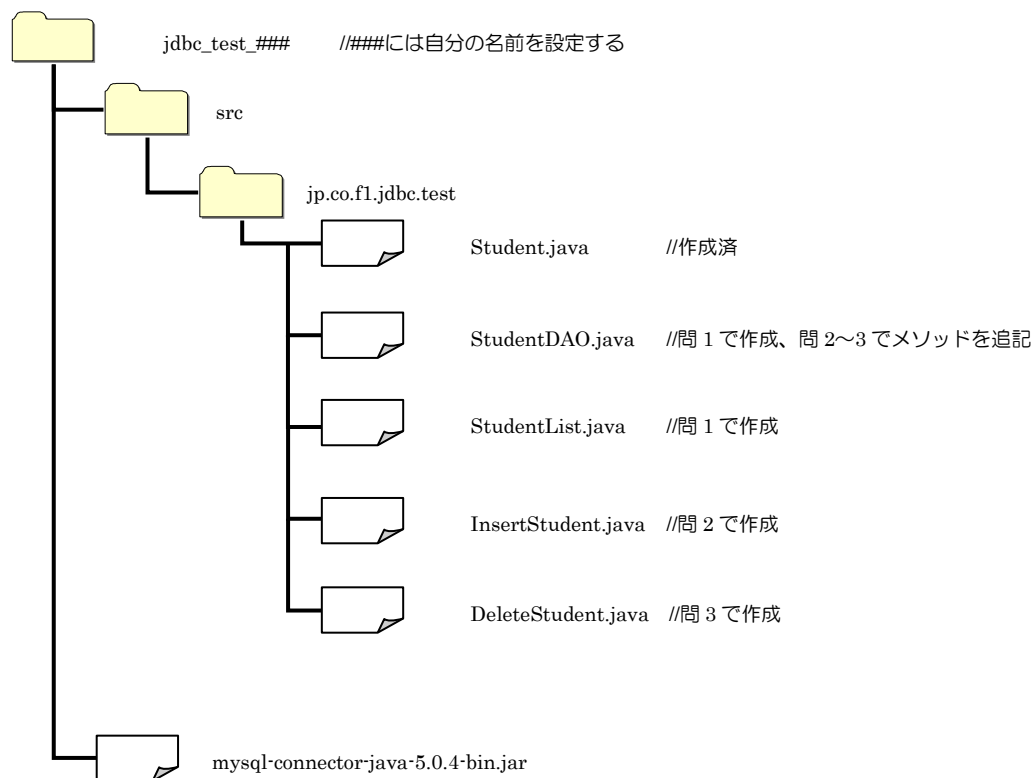 jdbc_test_### //###には自分の名前を設定する
src
jp.co.f1.jdbc.test
Student.java //作成済
StudentDAO.java //問 1 で作成、問 2～3 でメソッドを追記
StudentList.java //問 1 で作成
InsertStudent.java //問 2 で作成
DeleteStudent.java //問 3 で作成
mysql-connector-java-5.0.4-bin.jar